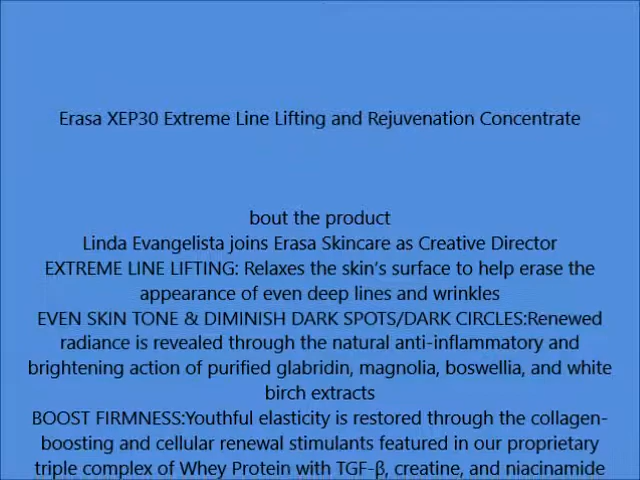 Erasa XEP30 Extreme Line Lifting and Rejuvenation Concentrate
bout the product
Linda Evangelista joins Erasa Skincare as Creative Director
EXTREME LINE LIFTING: Relaxes the skin’s surface to help erase the
appearance of even deep lines and wrinkles
EVEN SKIN TONE & DIMINISH DARK SPOTS/DARK CIRCLES:Renewed
radiance is revealed through the natural anti-inflammatory and
brightening action of purified glabridin, magnolia, boswellia, and white
birch extracts
BOOST FIRMNESS:Youthful elasticity is restored through the collagen-
boosting and cellular renewal stimulants featured in our proprietary
triple complex of Whey Protein with TGF-β, creatine, and niacinamide